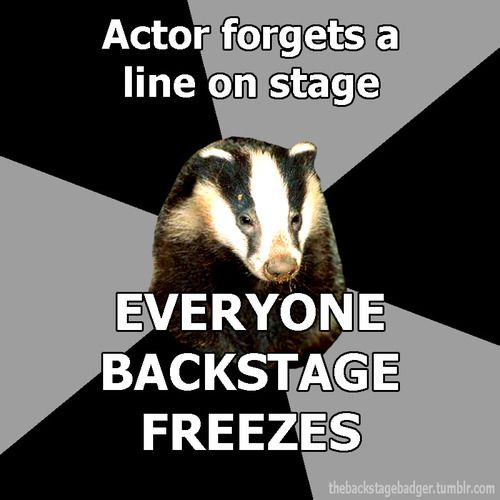 Actor forgets a
line on stage
EVERYONE
BACKSTAGE
FREEZES
thebackstagebadger.tumblr.com